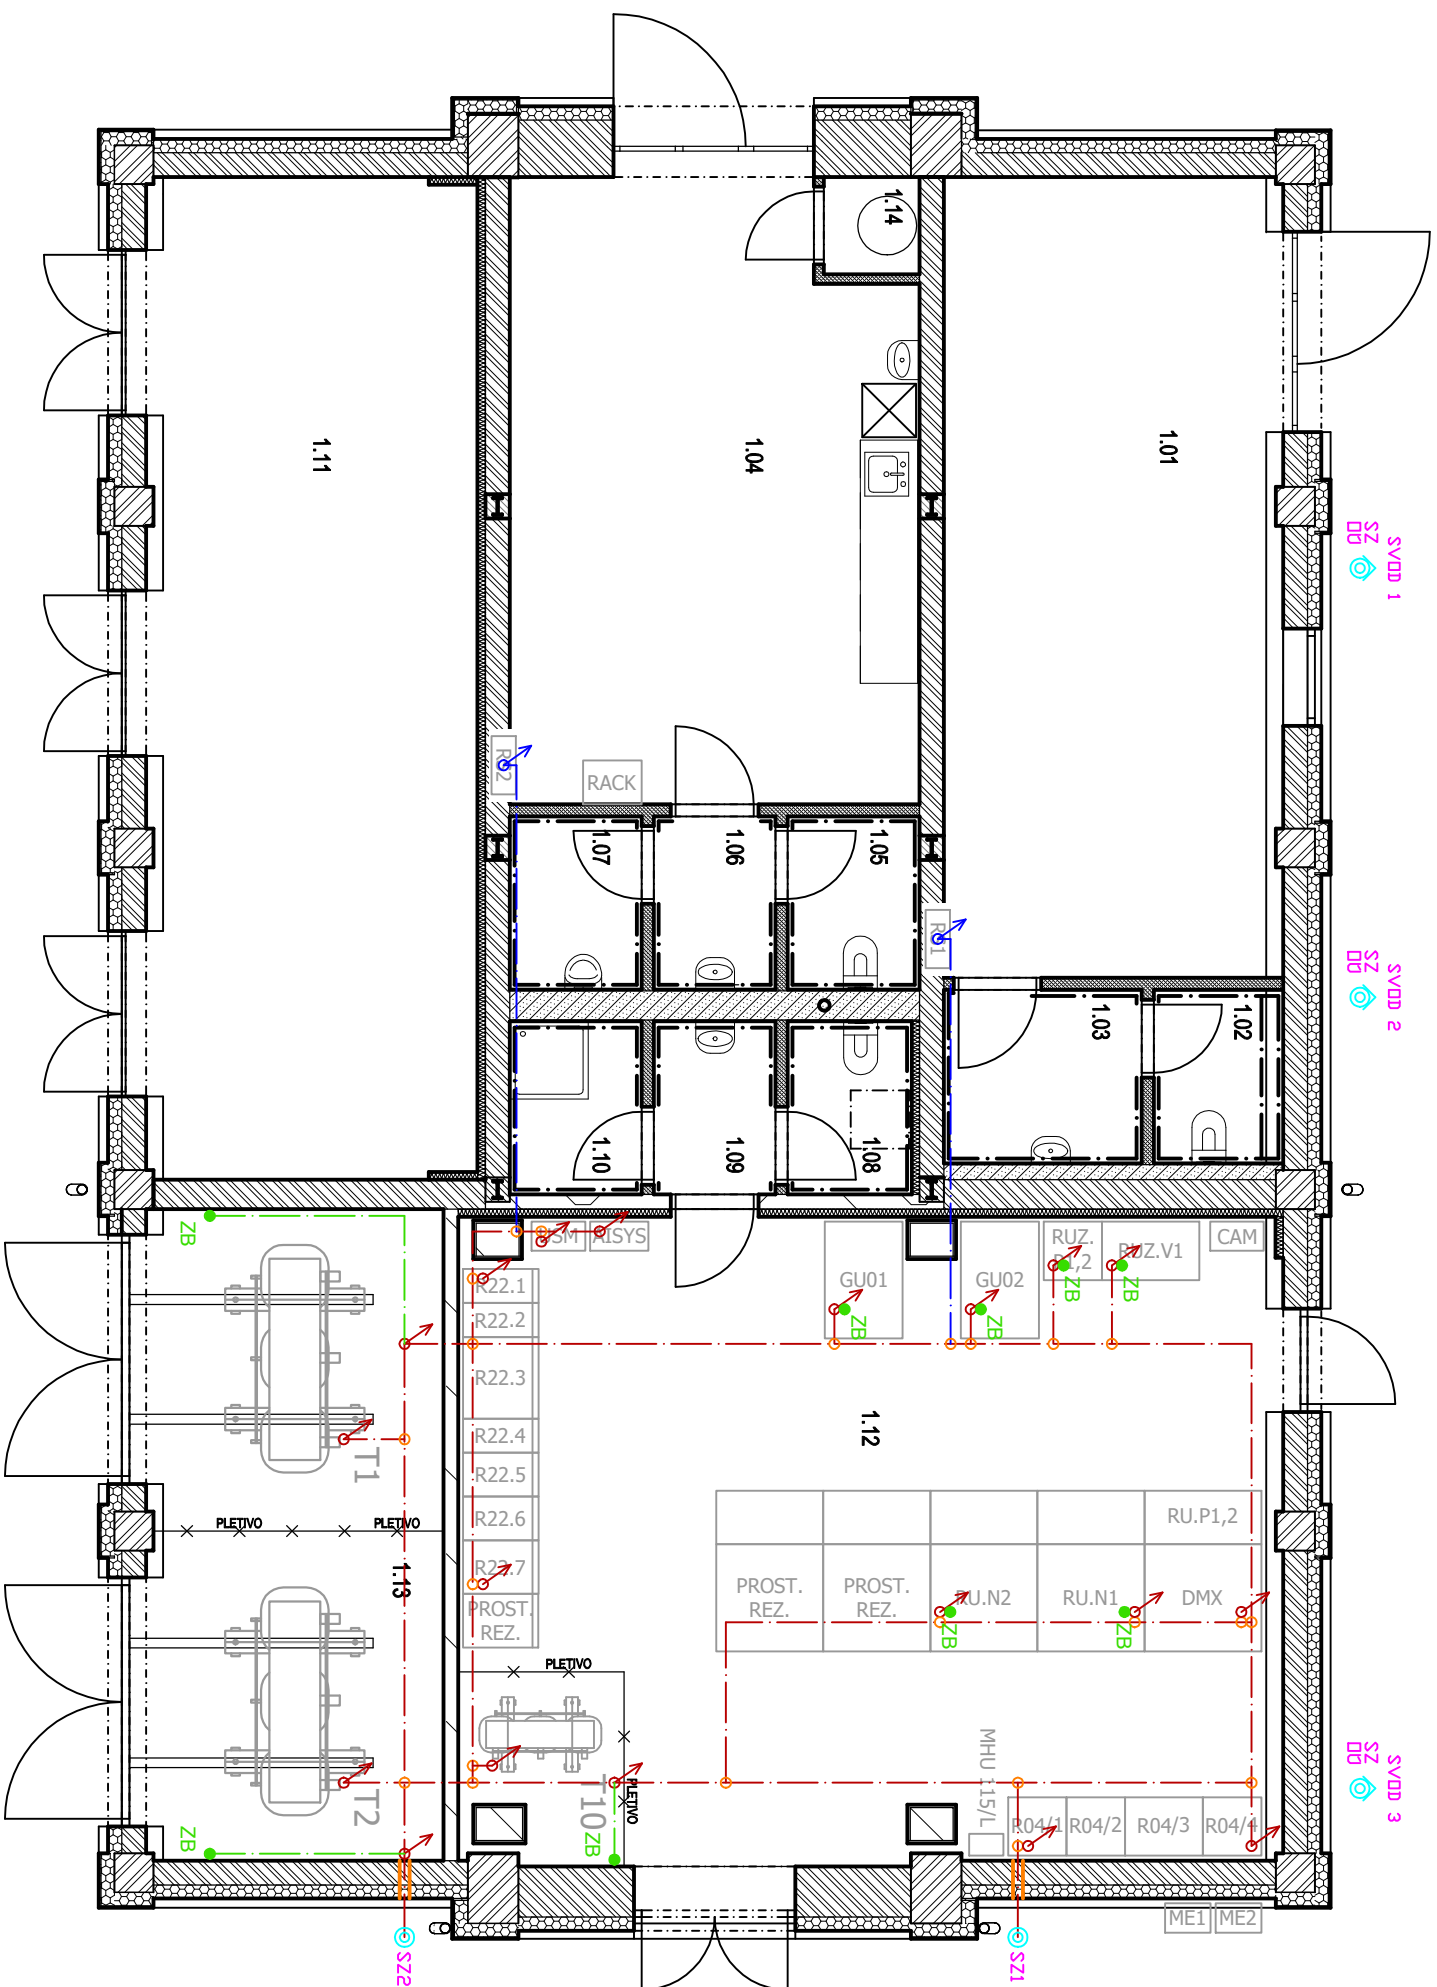 1.14
1.01
1.04
1.11
SVOD 1
SZ
OU
RACK
1.07
1.06
1.05
SVOD 2
SZ
OU
1.03
1.02
1.10
1.09
1.08
ZB
AISYS
GU01
ZB
GU02
ZB
RUZ.
ZB
RUZ.V1
ZB
CAM
R22.1
R22.2
R22.3
R22.4
R22.5
R22.6
R22.7
PROST.
REZ.
1.12
T1
PLETIVO
PLETIVO
1.13
RU.P1,2
PROST.
REZ.
PROST.
REZ.
RU.N2
ZB
RU.N1
ZB
DMX
PLETIVO
PLETIVO
T10
ZB
T2
ZB
MHU 115/L
R04/1
R04/2
R04/3
R04/4
SVOD 3
SZ
OU
ME1
ME2
SZ2
SZ1